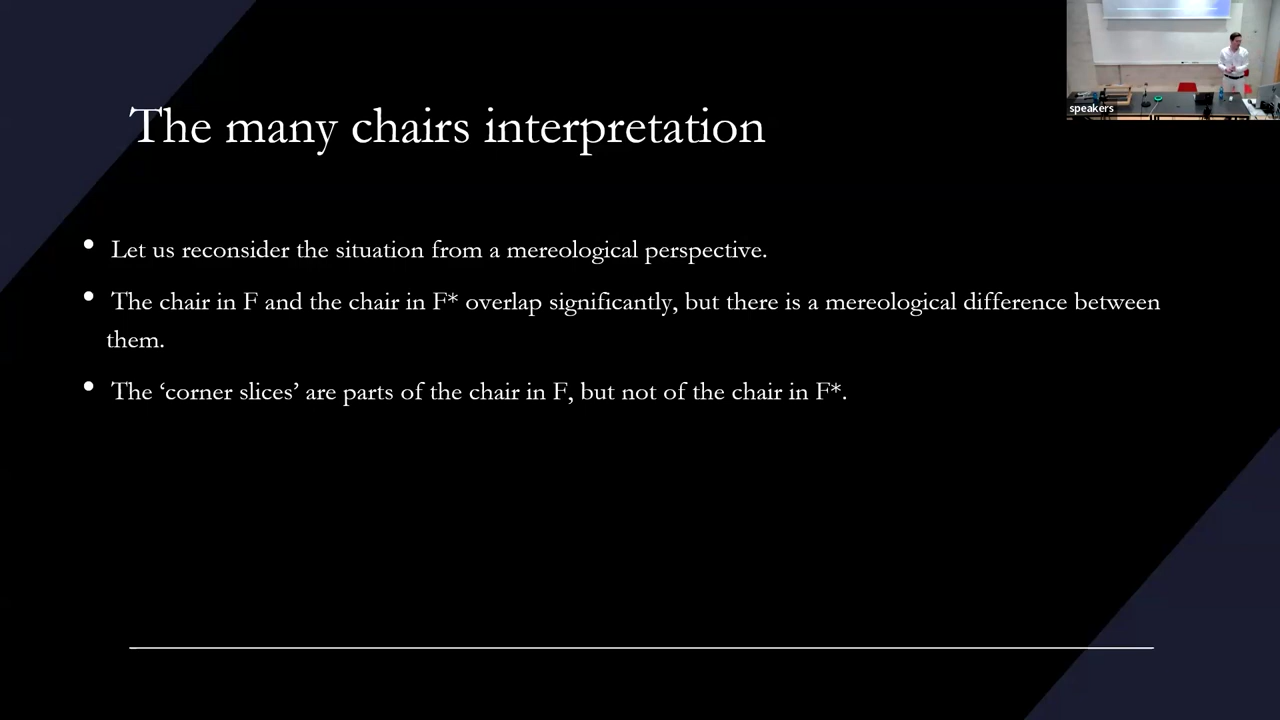 The many chairs interpretation
speakers
• Let us reconsider the situation from a mereological perspective.
• The chair in F and the chair in F* overlap significantly, but there is a mereological difference between
them.
• The ‘corner slices’ are parts of the chair in F, but not of the chair in F*.